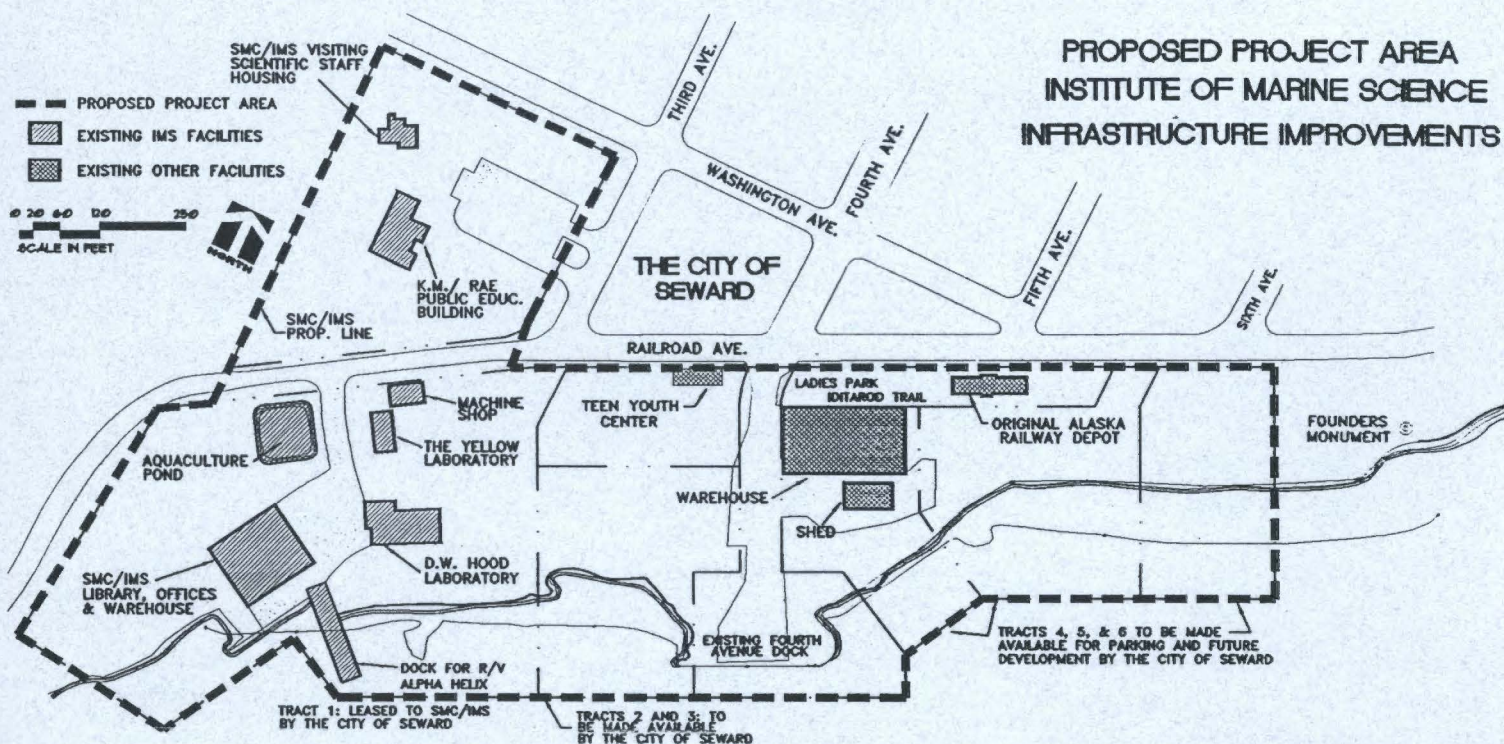 PROPOSED PROJECT AREA
INSTITUTE OF MARINE SCIENCE
INFRASTRUCTURE IMPROVEMENTS
SMC/IMS VISITING
SCIENTIFIC STAFF
HOUSING
PROPOSED PROJECT AREA
EXISTING IMS FACILITIES
EXISTING OTHER FACILITIES
SCALE IN FEET
NORTH
THIRD AVE.
WASHINGTON AVE.
FOURTH AVE.
FIFTH AVE.
SIXTH AVE.
THE CITY OF
SEWARD
K.M./ RAE
PUBLIC EDUC.
BUILDING
SMC/IMS
PROP. LINE
RAILROAD AVE.
MACHINE
SHOP
TEEN YOUTH
CENTER
LADIES PARK
IDITAROD TRAIL
ORIGINAL ALASKA
RAILWAY DEPOT
FOUNDERS
MONUMENT
AQUACULTURE
POND
THE YELLOW
LABORATORY
WAREHOUSE
SHED
SMC/IMS
LIBRARY, OFFICES
& WAREHOUSE
D.W. HOOD
LABORATORY
DOCK FOR R/V
ALPHA HELIX
EXISTING FOURTH
AVENUE DOCK
TRACTS 4, 5, & 6 TO BE MADE
AVAILABLE FOR PARKING AND FUTURE
DEVELOPMENT BY THE CITY OF SEWARD
TRACT 1: LEASED TO SMC/IMS
BY THE CITY OF SEWARD
TRACTS 2 AND 3: TO
BE MADE AVAILABLE
BY THE CITY OF SEWARD